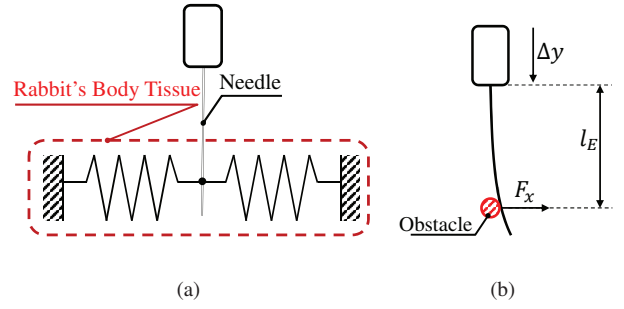 Rabbit's Body Tissue
Needle
(a)
Δy
l_E
F_x
Obstacle
(b)